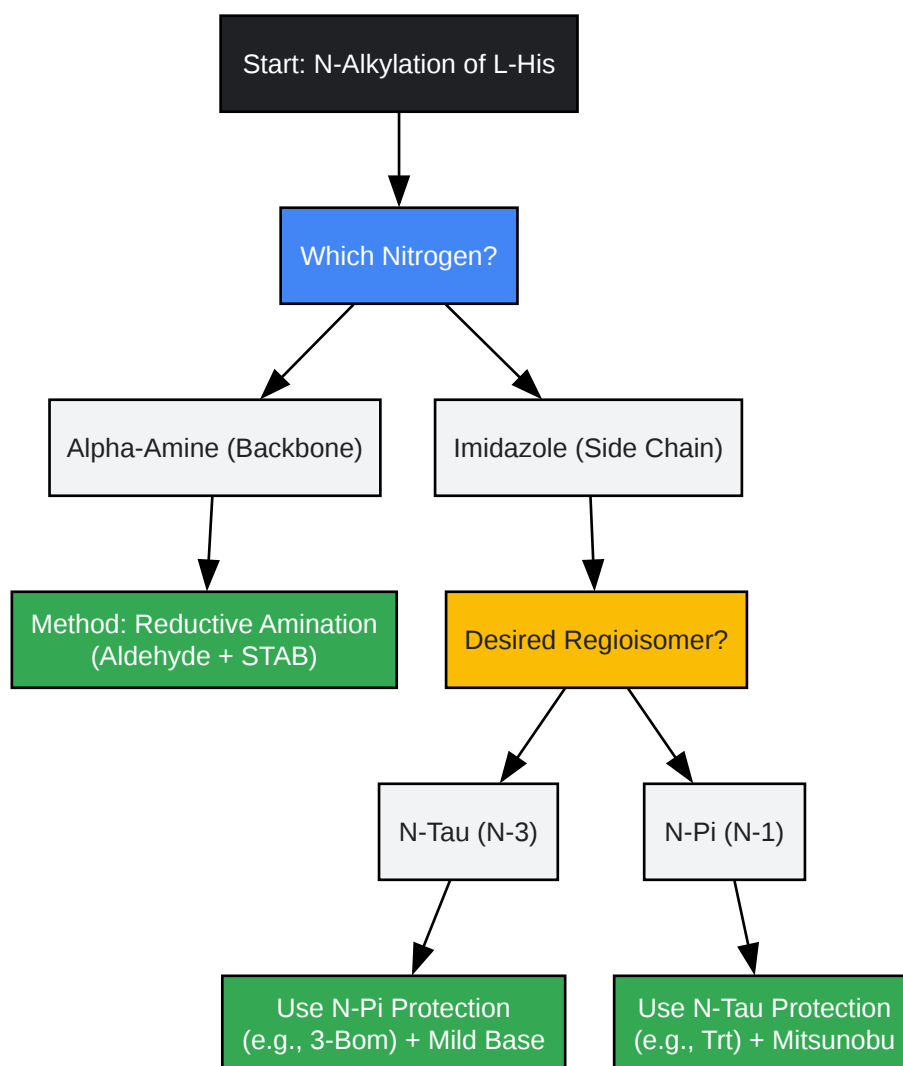 Start: N-Alkylation of L-His
Which Nitrogen?
Alpha-Amine (Backbone)
Imidazole (Side Chain)
Method: Reductive Amination
(Aldehyde + STAB)
Desired Regioisomer?
N-Tau (N-3)
N-Pi (N-1)
Use N-Pi Protection
(e.g., 3-Bom) + Mild Base
Use N-Tau Protection
(e.g., Trt) + Mitsunobu